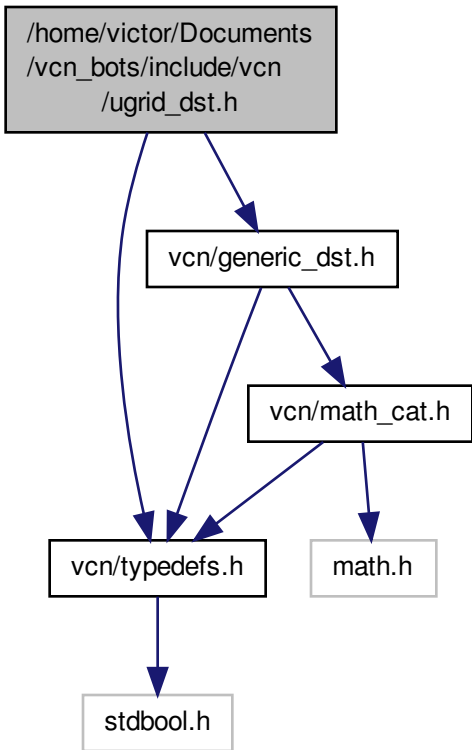 /home/victor/Documents
/vcn_bots/include/vcn
/ugrid_dst.h
vcn/generic_dst.h
vcn/math_cat.h
vcn/typedefs.h
math.h
stdbool.h